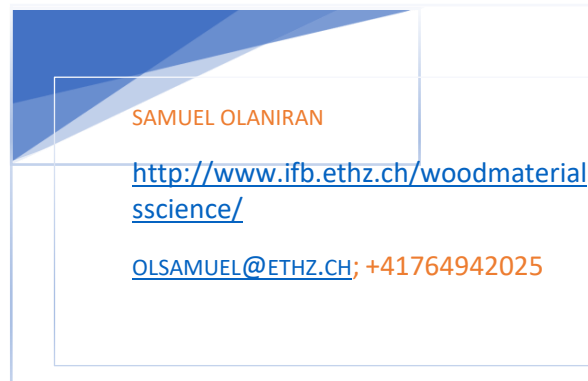 SAMUEL OLANIRAN
http://www.ifb.ethz.ch/woodmaterial
sscience/
OLSAMUEL@ETHZ.CH; +41764942025